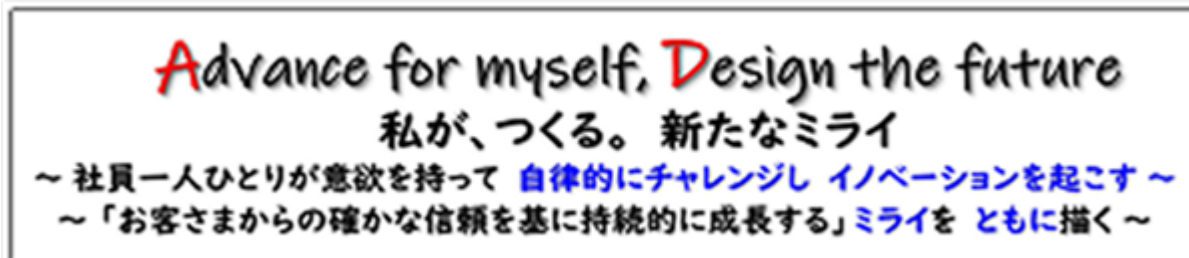 Advance for myself, Design the future
私が、つくる。 新たなミライ
～ 社員一人ひとりが意欲を持って 自律的にチャレンジし イノベーションを起こす ～
～ 「お客さまからの確かな信頼を基に持続的に成長する」ミライを ともに描く ～